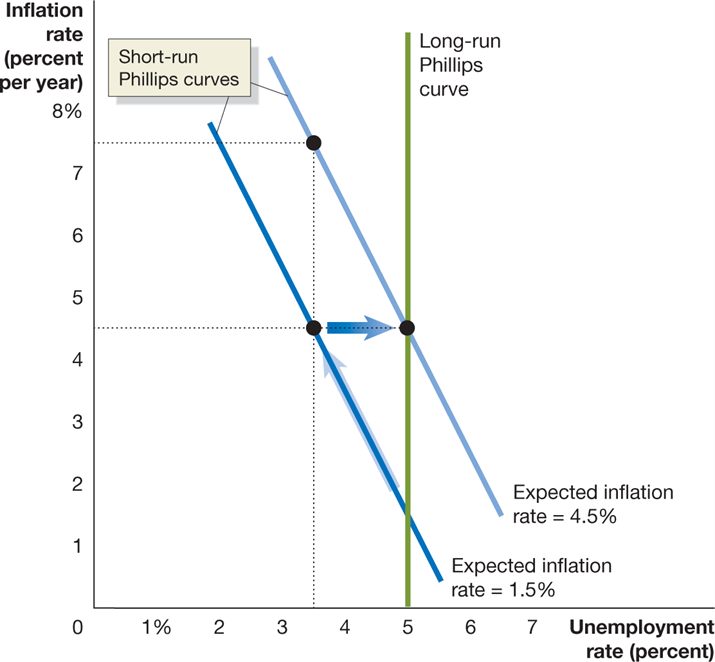 Inflation
rate
(percent
per year)
Short-run
Phillips curves
Long-run
Phillips
curve
8%
7
6
5
4
3
2
1
Expected inflation
rate = 4.5%
Expected inflation
rate = 1.5%
0 1% 2 3 4 5 6 7 Unemployment
rate (percent)